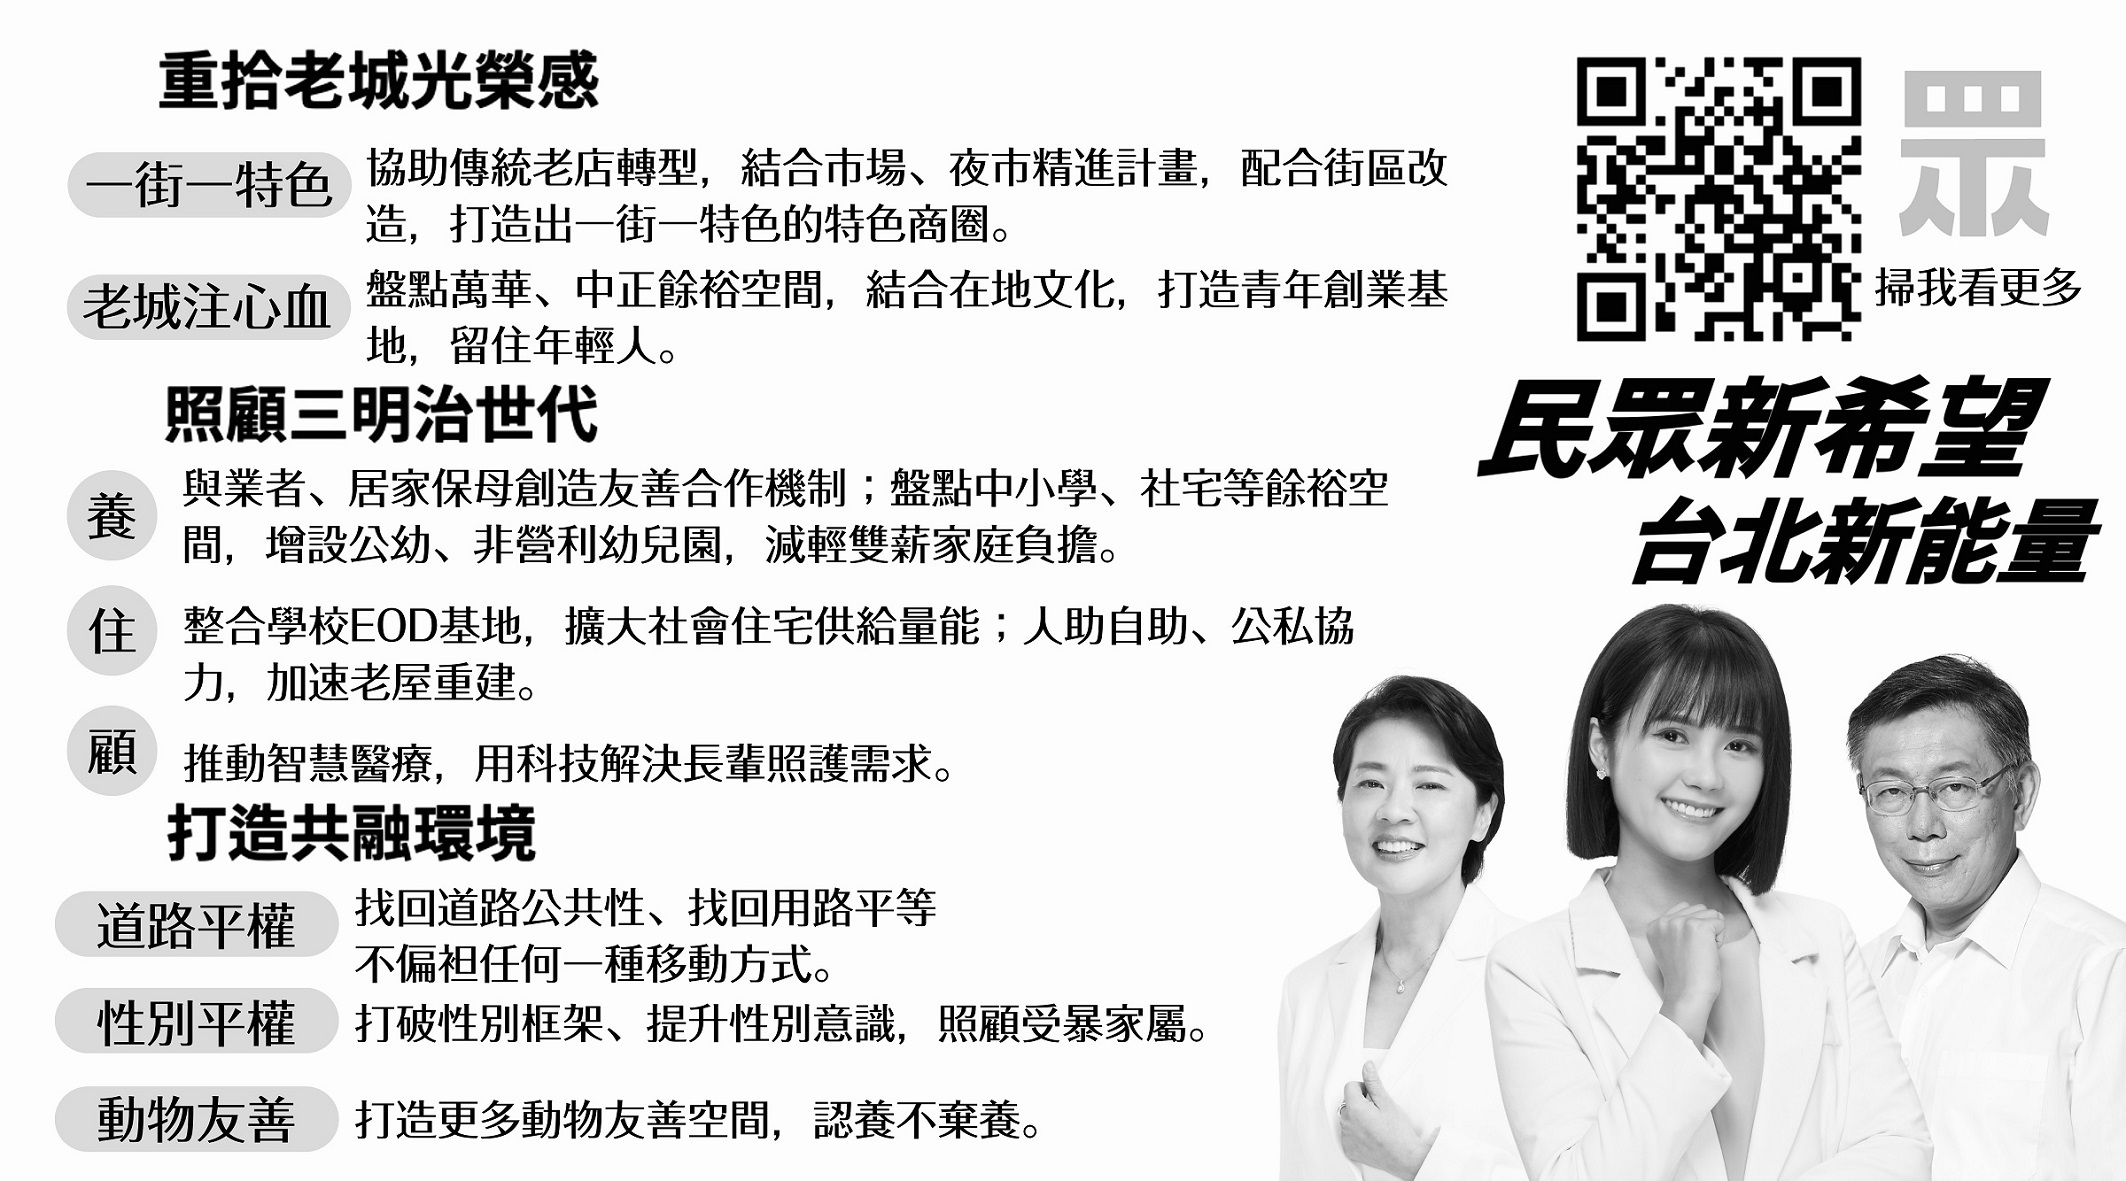 重拾老城光榮感
一街一特色
協助傳統老店轉型，結合市場、夜市精進計畫，配合街區改
造，打造出一街一特色的特色商圈。
老城注心血
盤點萬華、中正餘裕空間，結合在地文化，打造青年創業基
地，留住年輕人。
照顧三明治世代
養
與業者、居家保母創造友善合作機制；盤點中小學、社宅等餘裕空
間，增設公幼、非營利幼兒園，減輕雙薪家庭負擔。
住
整合學校EOD基地，擴大社會住宅供給量能；人助自助、公私協
力，加速老屋重建。
顧
推動智慧醫療，用科技解決長輩照護需求。
打造共融環境
道路平權
找回道路公共性、找回用路平等
不偏袒任何一種移動方式。
性別平權
打破性別框架、提升性別意識，照顧受暴家屬。
動物友善
打造更多動物友善空間，認養不棄養。
眾
掃我看更多
民眾新希望
台北新能量